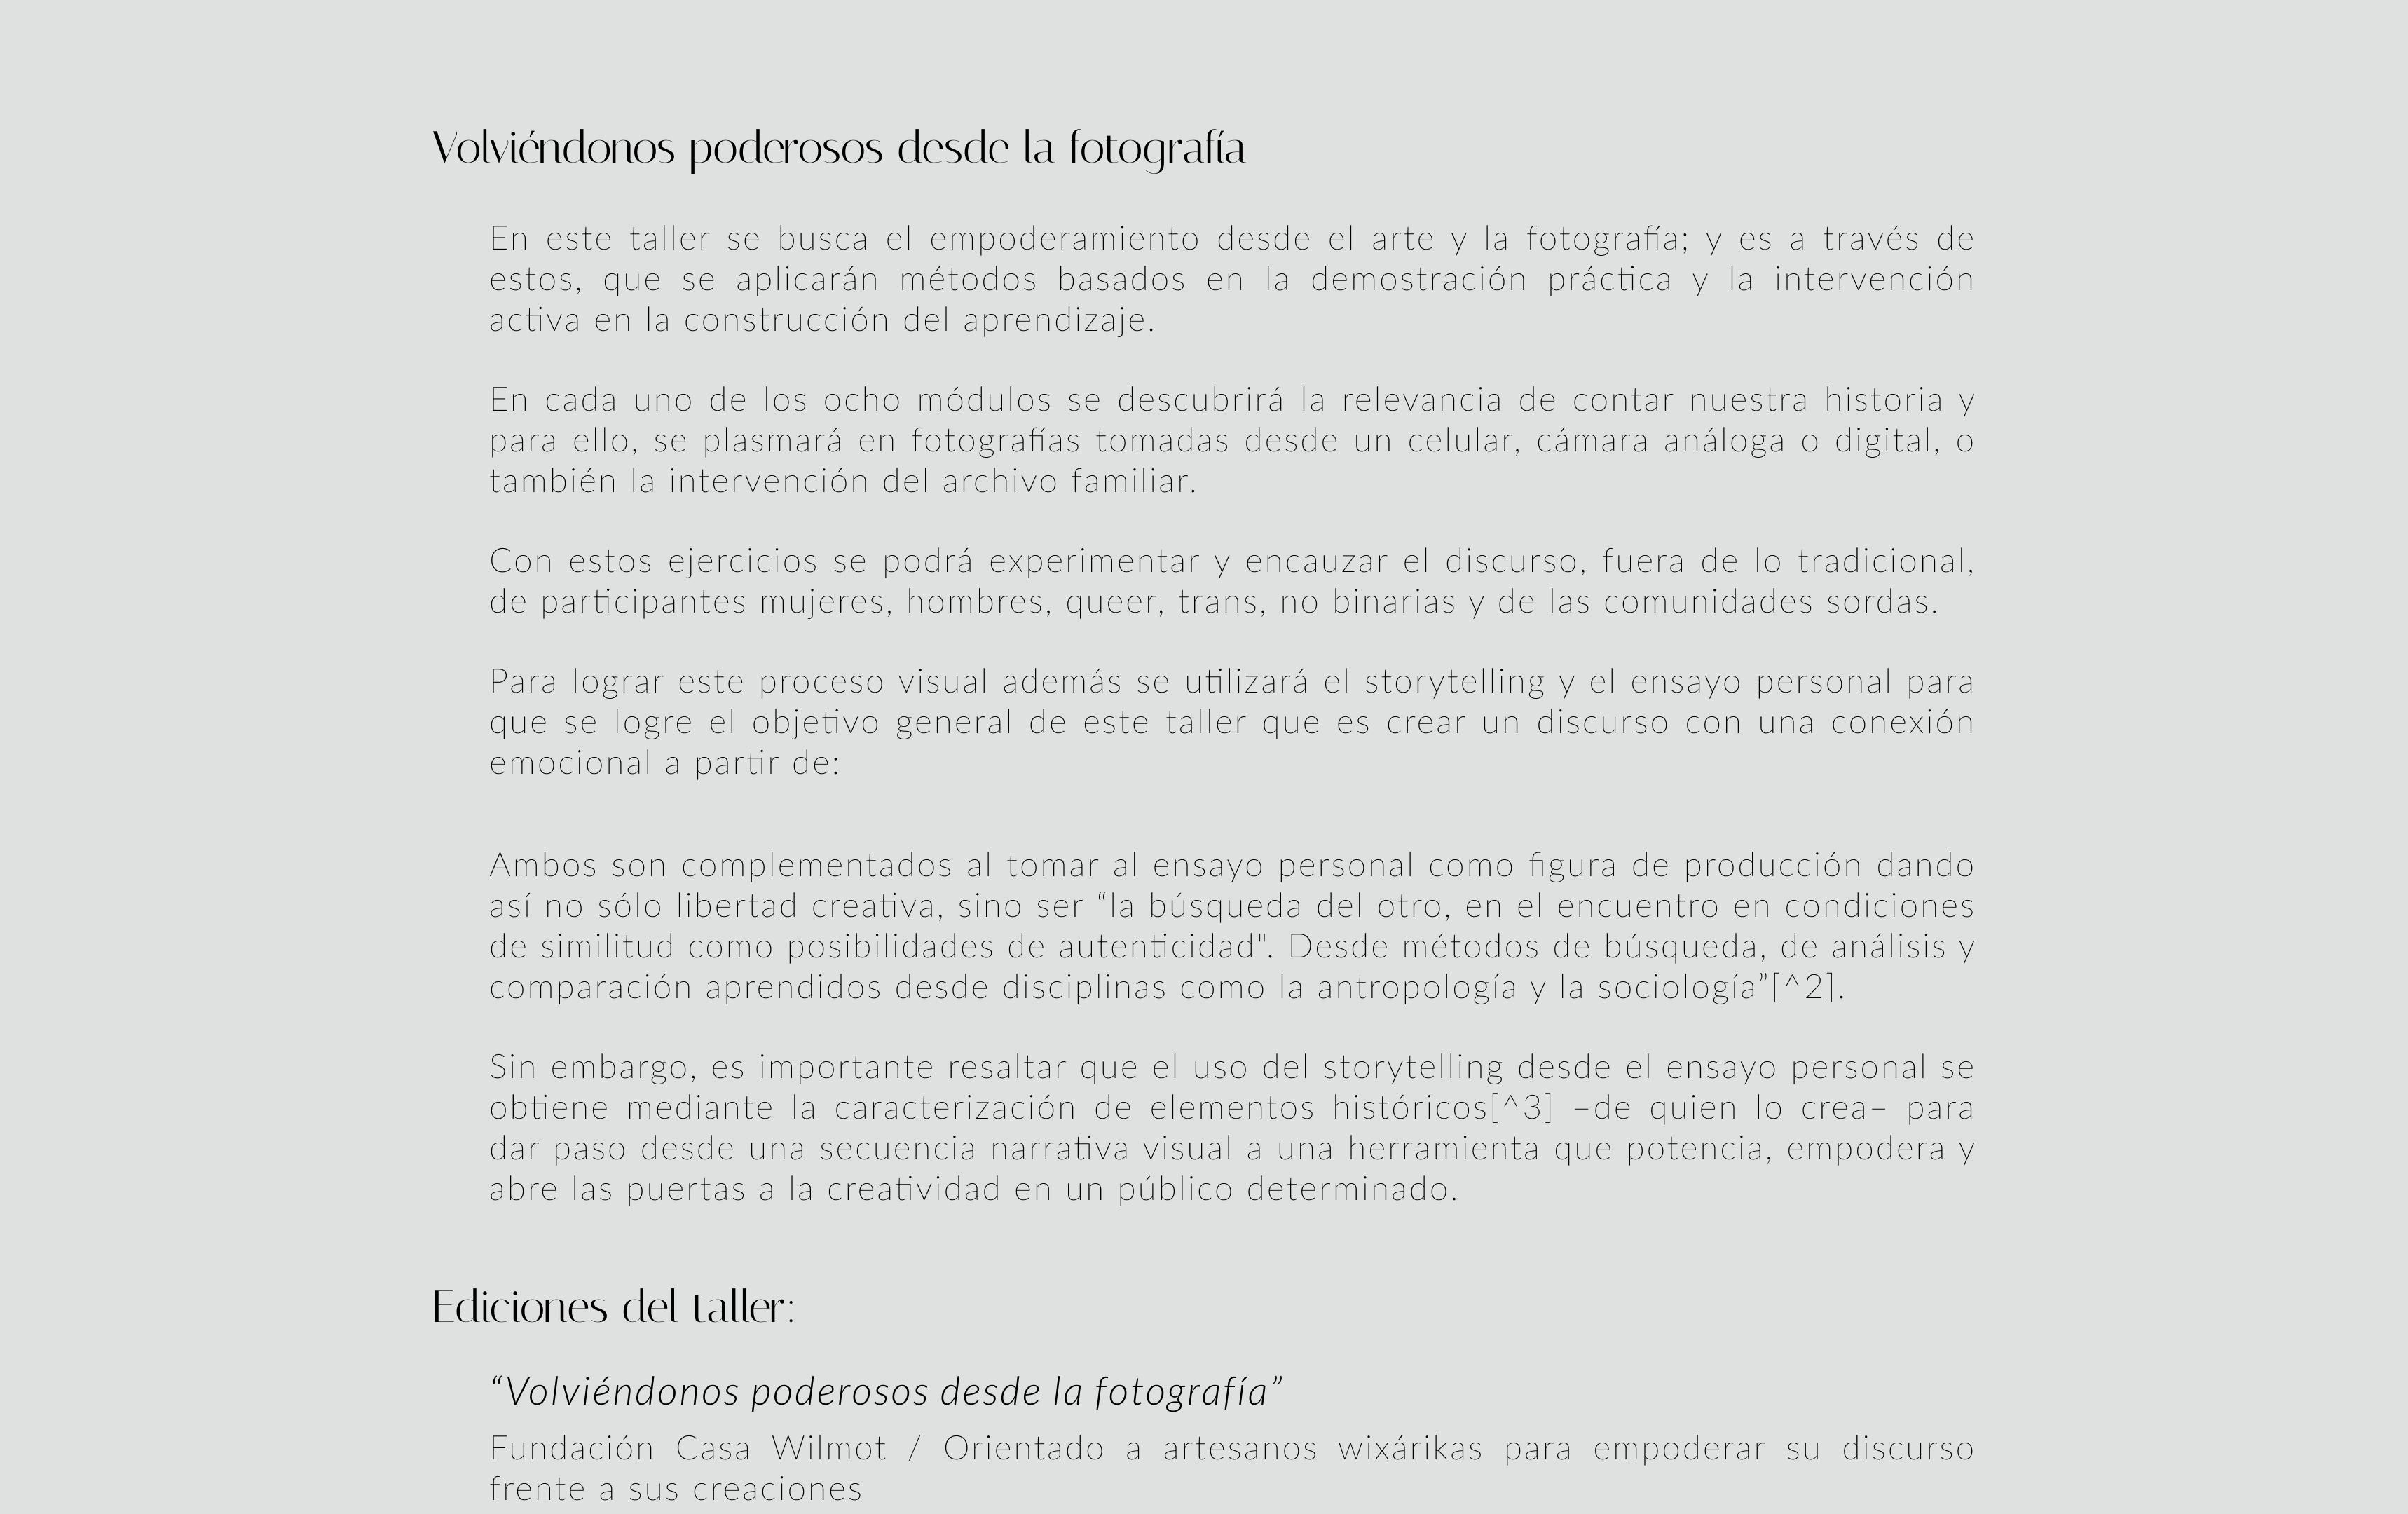 Volviéndonos poderosos desde la fotografía
En este taller se busca el empoderamiento desde el arte y la fotografía; y es a través de
estos, que se aplicarán métodos basados en la demostración práctica y la intervención
activa en la construcción del aprendizaje.
En cada uno de los ocho módulos se descubrirá la relevancia de contar nuestra historia y
para ello, se plasmará en fotografías tomadas desde un celular, cámara análoga o digital, o
también la intervención del archivo familiar.
Con estos ejercicios se podrá experimentar y encauzar el discurso, fuera de lo tradicional,
de participantes mujeres, hombres, queer, trans, no binarias y de las comunidades sordas.
Para lograr este proceso visual además se utilizará el storytelling y el ensayo personal para
que se logre el objetivo general de este taller que es crear un discurso con una conexión
emocional a partir de:
Ambos son complementados al tomar al ensayo personal como figura de producción dando
así no sólo libertad creativa, sino ser “la búsqueda del otro, en el encuentro en condiciones
de similitud como posibilidades de autenticidad". Desde métodos de búsqueda, de análisis y
comparación aprendidos desde disciplinas como la antropología y la sociología”[^2].
Sin embargo, es importante resaltar que el uso del storytelling desde el ensayo personal se
obtiene mediante la caracterización de elementos históricos[^3] –de quien lo crea– para
dar paso desde una secuencia narrativa visual a una herramienta que potencia, empodera y
abre las puertas a la creatividad en un público determinado.
Ediciones del taller:
“Volviéndonos poderosos desde la fotografía”
Fundación Casa Wilmot / Orientado a artesanos wixárikas para empoderar su discurso
frente a sus creaciones